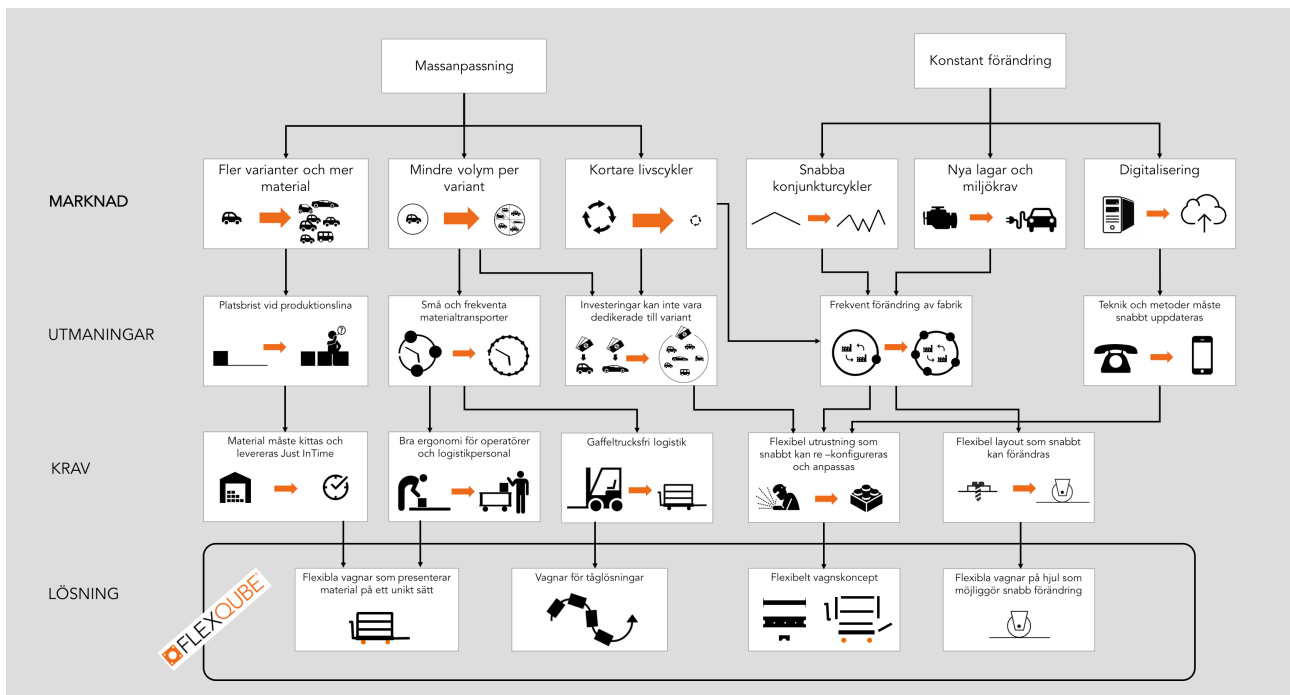 Massanpassning
Konstant förändring
MARKNAD
Fler varianter och mer
material
Mindre volym per
variant
Kortare livscykler
Snabba
konjunkturcykler
Nya lagar och
miljökrav
Digitalisering
UTMANINGAR
Platsbrist vid produktionslina
?
Små och frekventa
materialtransporter
Investeringar kan inte vara
dedikerade till variant
Frekvent förändring av fabrik
Teknik och metoder måste
snabbt uppdateras
KRAV
Material måste kittas och
levereras Just InTime
Bra ergonomi för operatörer
och logistikpersonal
Gaffeltrucksfri logistik
Flexibel utrustning som
snabbt kan re –konfigureras
och anpassas
Flexibel layout som snabbt
kan förändras
LÖSNING
FLEXQUBE
Flexibla vagnar som presenterar
material på ett unikt sätt
Vagnar för tåglösningar
Flexibelt vagnskoncept
Flexibla vagnar på hjul som
möjliggör snabb förändring